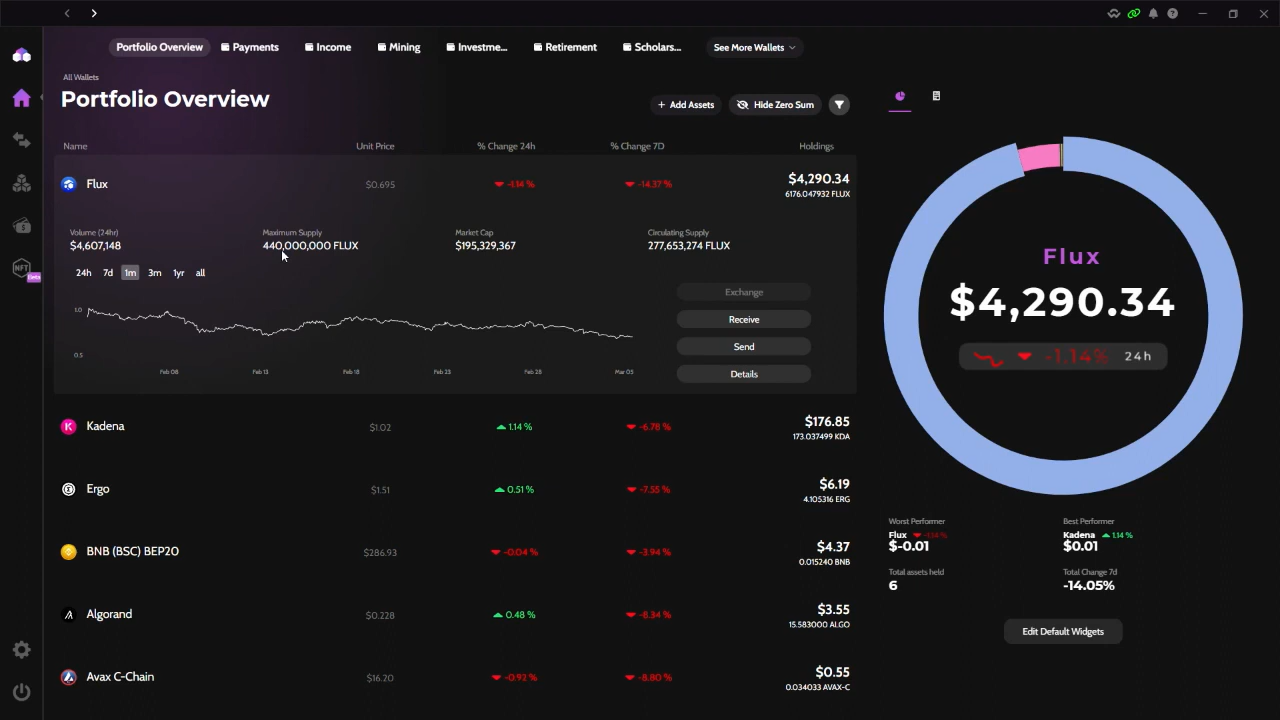 Portfolio Overview Payments Income Mining Investme... Retirement Scholars... See More Wallets
All Wallets
Portfolio Overview
+ Add Assets Hide Zero Sum
Name Unit Price % Change 24h % Change 7D Holdings
Flux $0.695 -1.14 % -14.37 % $4,290.34
6176.047932 FLUX
Volume (24hr) Maximum Supply Market Cap Circulating Supply
$4,607,148 440,000,000 FLUX $195,329,367 277,653,274 FLUX
24h 7d 1m 3m 1yr all
1.0
0.5
Feb 08 Feb 13 Feb 18 Feb 23 Feb 28 Mar 05
Exchange
Receive
Send
Details
Kadena $1.02 1.14 % -6.78 % $176.85
173.037499 KDA
Ergo $1.51 0.51 % -7.55 % $6.19
4.105316 ERG
BNB (BSC) BEP20 $286.93 -0.04 % -3.94 % $4.37
0.015240 BNB
Algorand $0.228 0.48 % -8.34 % $3.55
15.583000 ALGO
Avax C-Chain $16.20 -0.92 % -8.80 % $0.55
0.034033 AVAX-C
NFT
Beta
Flux
$4,290.34
-1.14% 24h
Worst Performer Best Performer
Flux -1.14 % Kadena 1.14 %
$-0.01 $0.01
Total assets held Total Change 7d
6 -14.05%
Edit Default Widgets